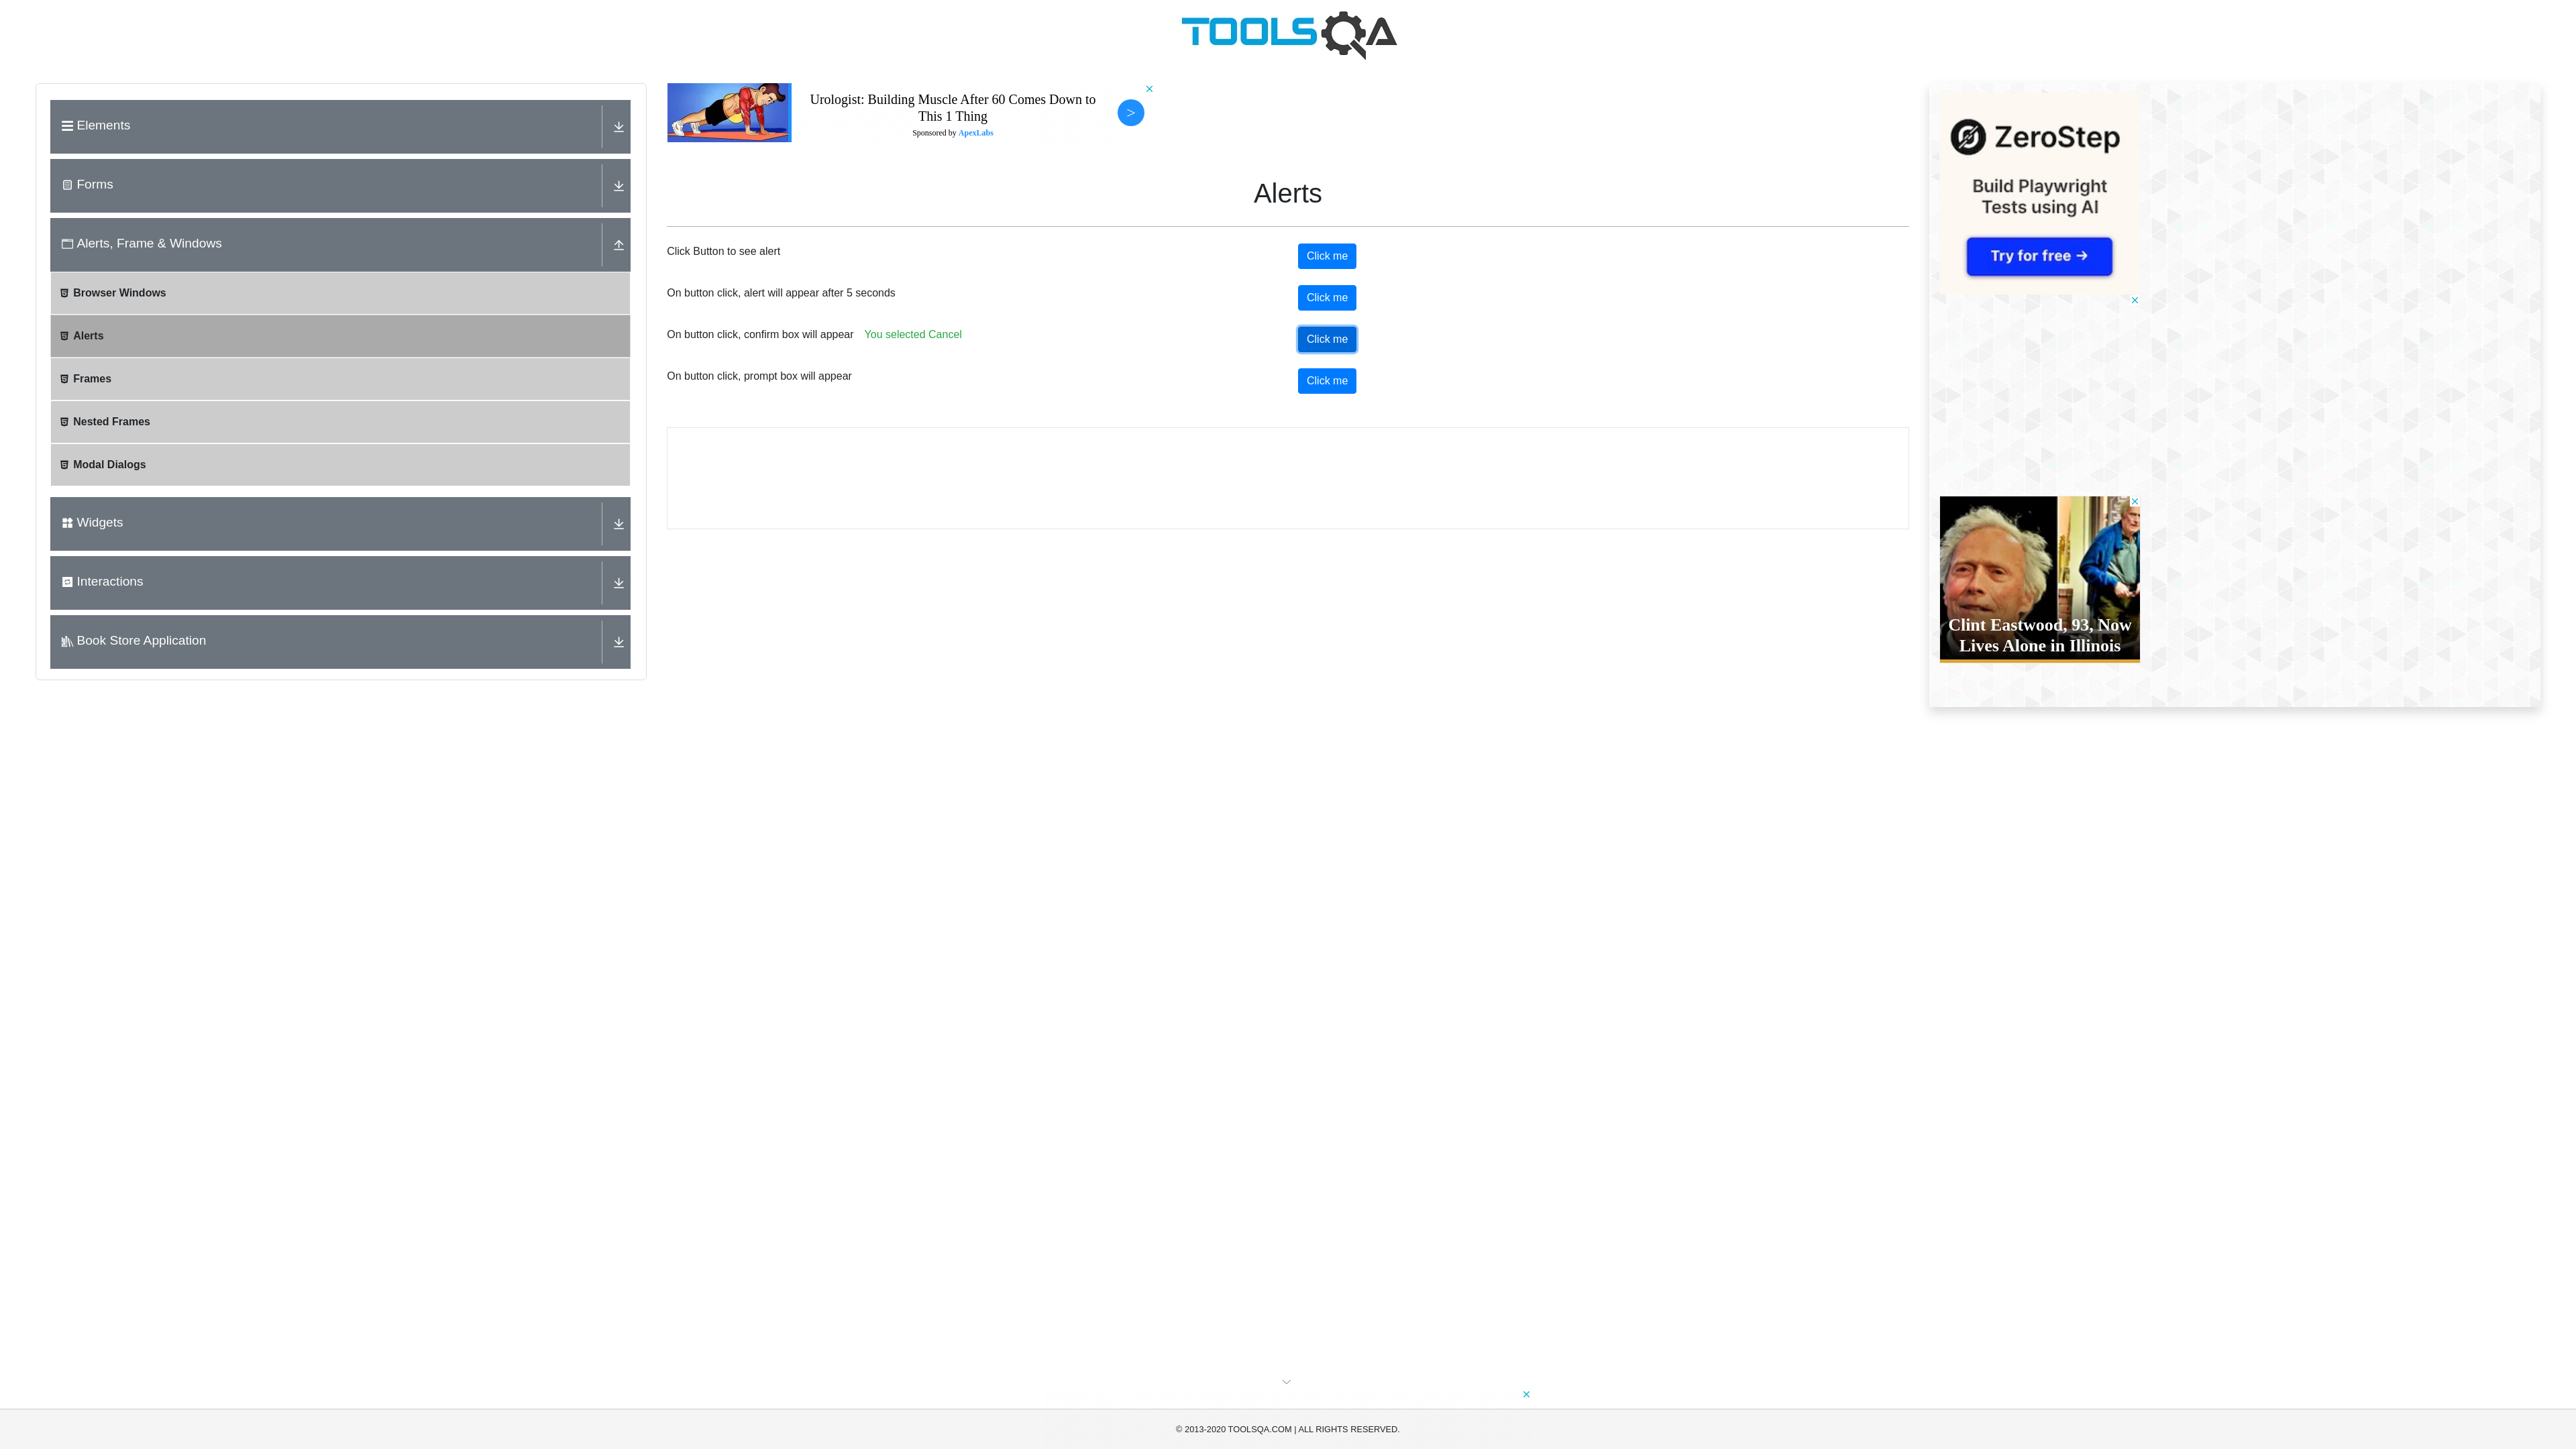 TOOLSQA
Elements
Forms
Alerts, Frame & Windows
Browser Windows
Alerts
Frames
Nested Frames
Modal Dialogs
Widgets
Interactions
Book Store Application
Urologist: Building Muscle After 60 Comes Down to
This 1 Thing
Sponsored by ApexLabs
>
Alerts
Click Button to see alert
Click me
On button click, alert will appear after 5 seconds
Click me
On button click, confirm box will appear You selected Cancel
Click me
On button click, prompt box will appear
Click me
ZeroStep
Build Playwright
Tests using AI
Try for free →
Clint Eastwood, 93, Now
Lives Alone in Illinois
© 2013-2020 TOOLSQA.COM | ALL RIGHTS RESERVED.